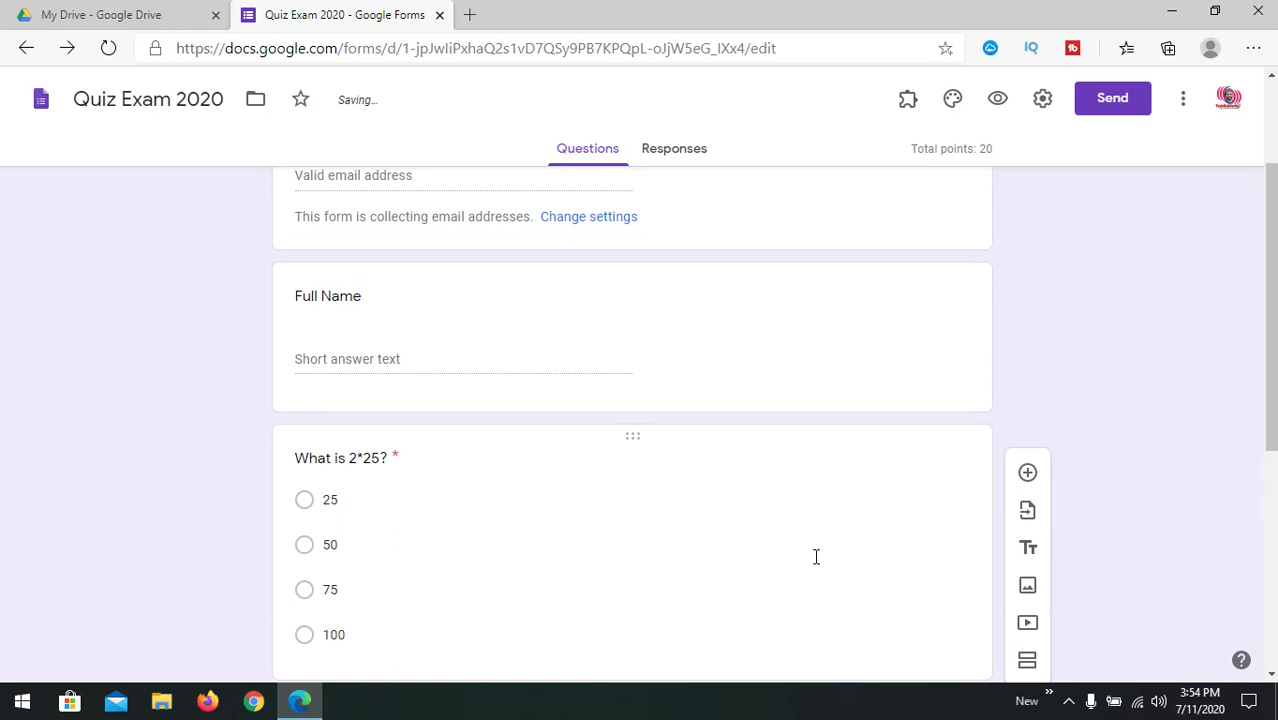 My Drive - Google Drive
Quiz Exam 2020 - Google Forms
https://docs.google.com/forms/d/1-jpJwIiPxhaQ2s1vD7QSy9PB7KPQpL-oJjW5eG_IXx4/edit
IQ
Quiz Exam 2020
Saving...
Send
Questions
Responses
Total points: 20
Valid email address
This form is collecting email addresses. Change settings
Full Name
Short answer text
What is 2*25? *
25
50
75
100
Tт
New
3:54 PM
7/11/2020